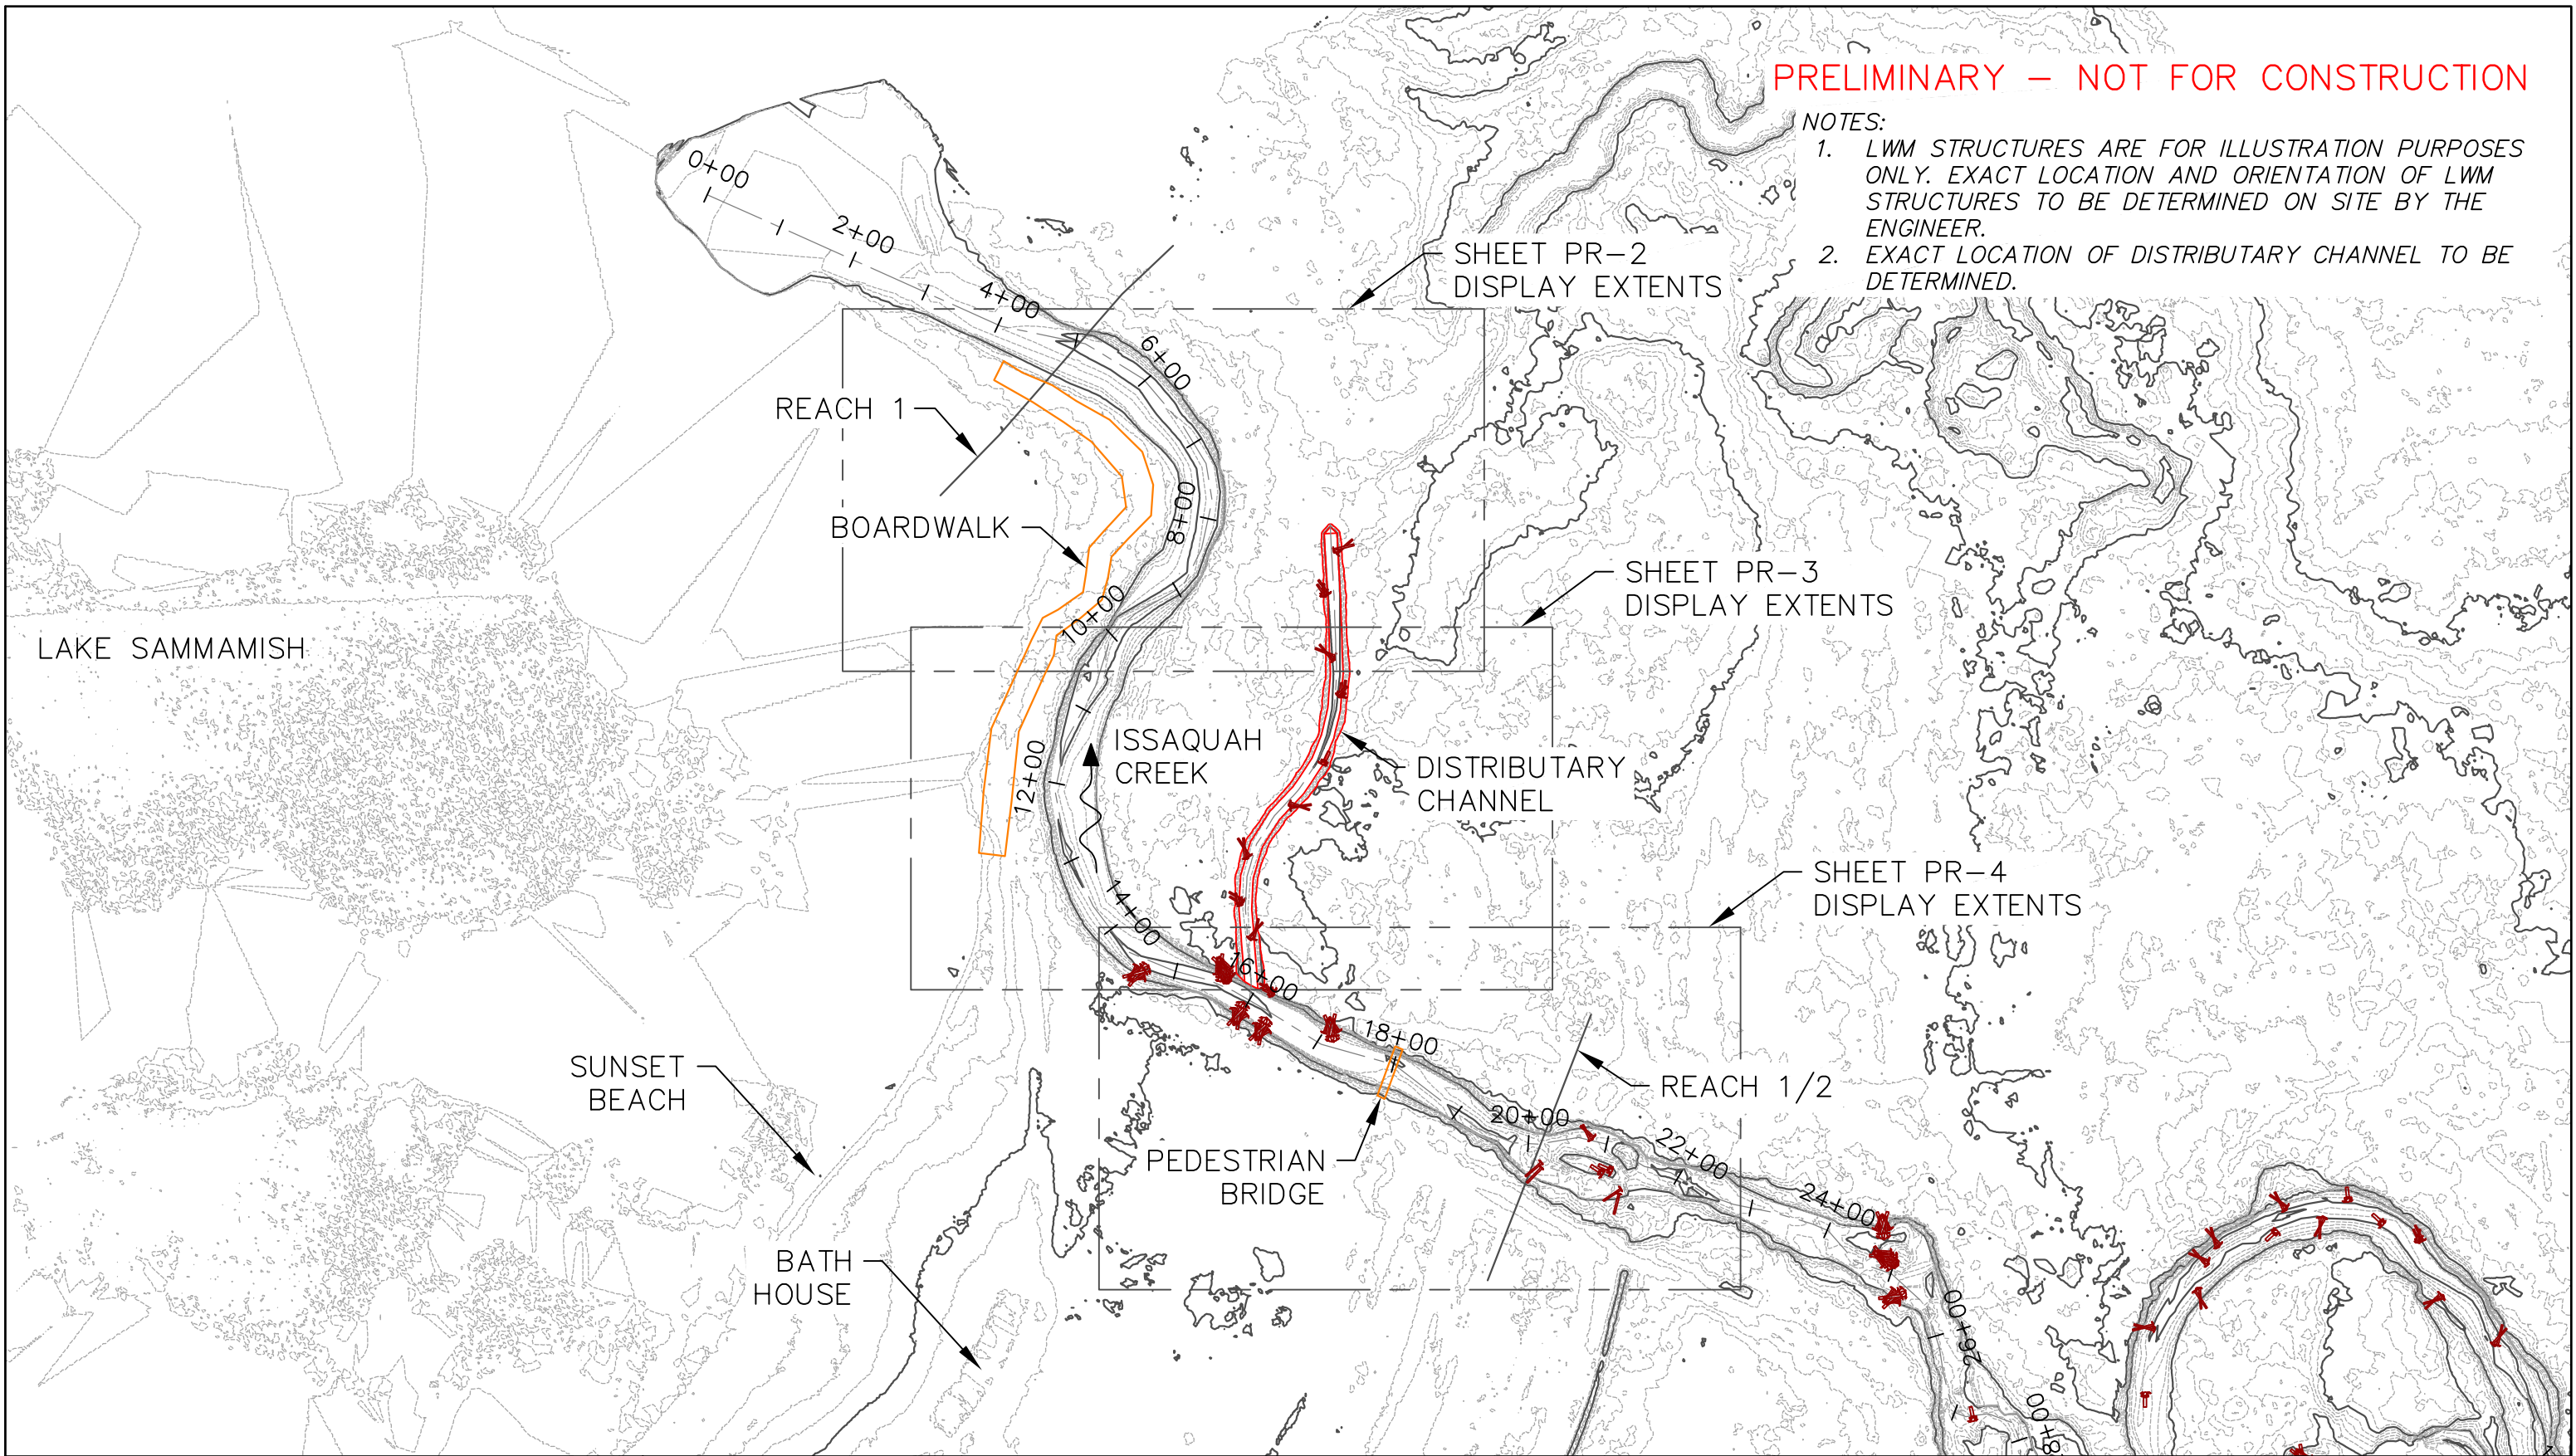 PRELIMINARY – NOT FOR CONSTRUCTION
NOTES:
1. LWM STRUCTURES ARE FOR ILLUSTRATION PURPOSES
ONLY. EXACT LOCATION AND ORIENTATION OF LWM
STRUCTURES TO BE DETERMINED ON SITE BY THE
ENGINEER.
2. EXACT LOCATION OF DISTRIBUTARY CHANNEL TO BE
DETERMINED.
0+00
2+00
4+00
6+00
SHEET PR–2
DISPLAY EXTENTS
REACH 1
BOARDWALK
8+00
SHEET PR–3
DISPLAY EXTENTS
10+00
LAKE SAMMAMISH
ISSAQUAH
CREEK
12+00
DISTRIBUTARY
CHANNEL
14+00
SHEET PR–4
DISPLAY EXTENTS
16+00
18+00
SUNSET
BEACH
REACH 1/2
20+00
22+00
PEDESTRIAN
BRIDGE
24+00
BATH
HOUSE
26+00